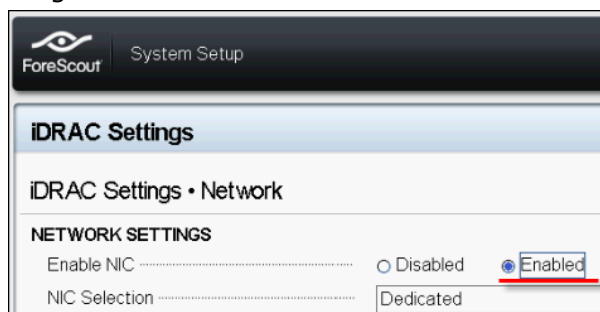 ForeScout
System Setup
iDRAC Settings
iDRAC Settings • Network
NETWORK SETTINGS
Enable NIC Disabled Enabled
NIC Selection Dedicated